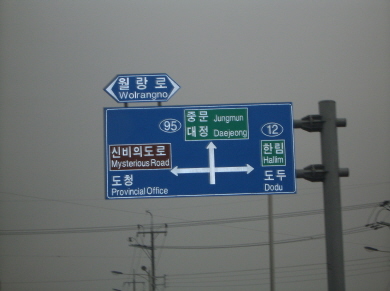 월랑로
Wolrangno
95
중문 Jungmun
대정 Daejeong
12
신비의도로
Mysterious Road
한림
Hallim
도청
Provincial Office
도두
Dodu